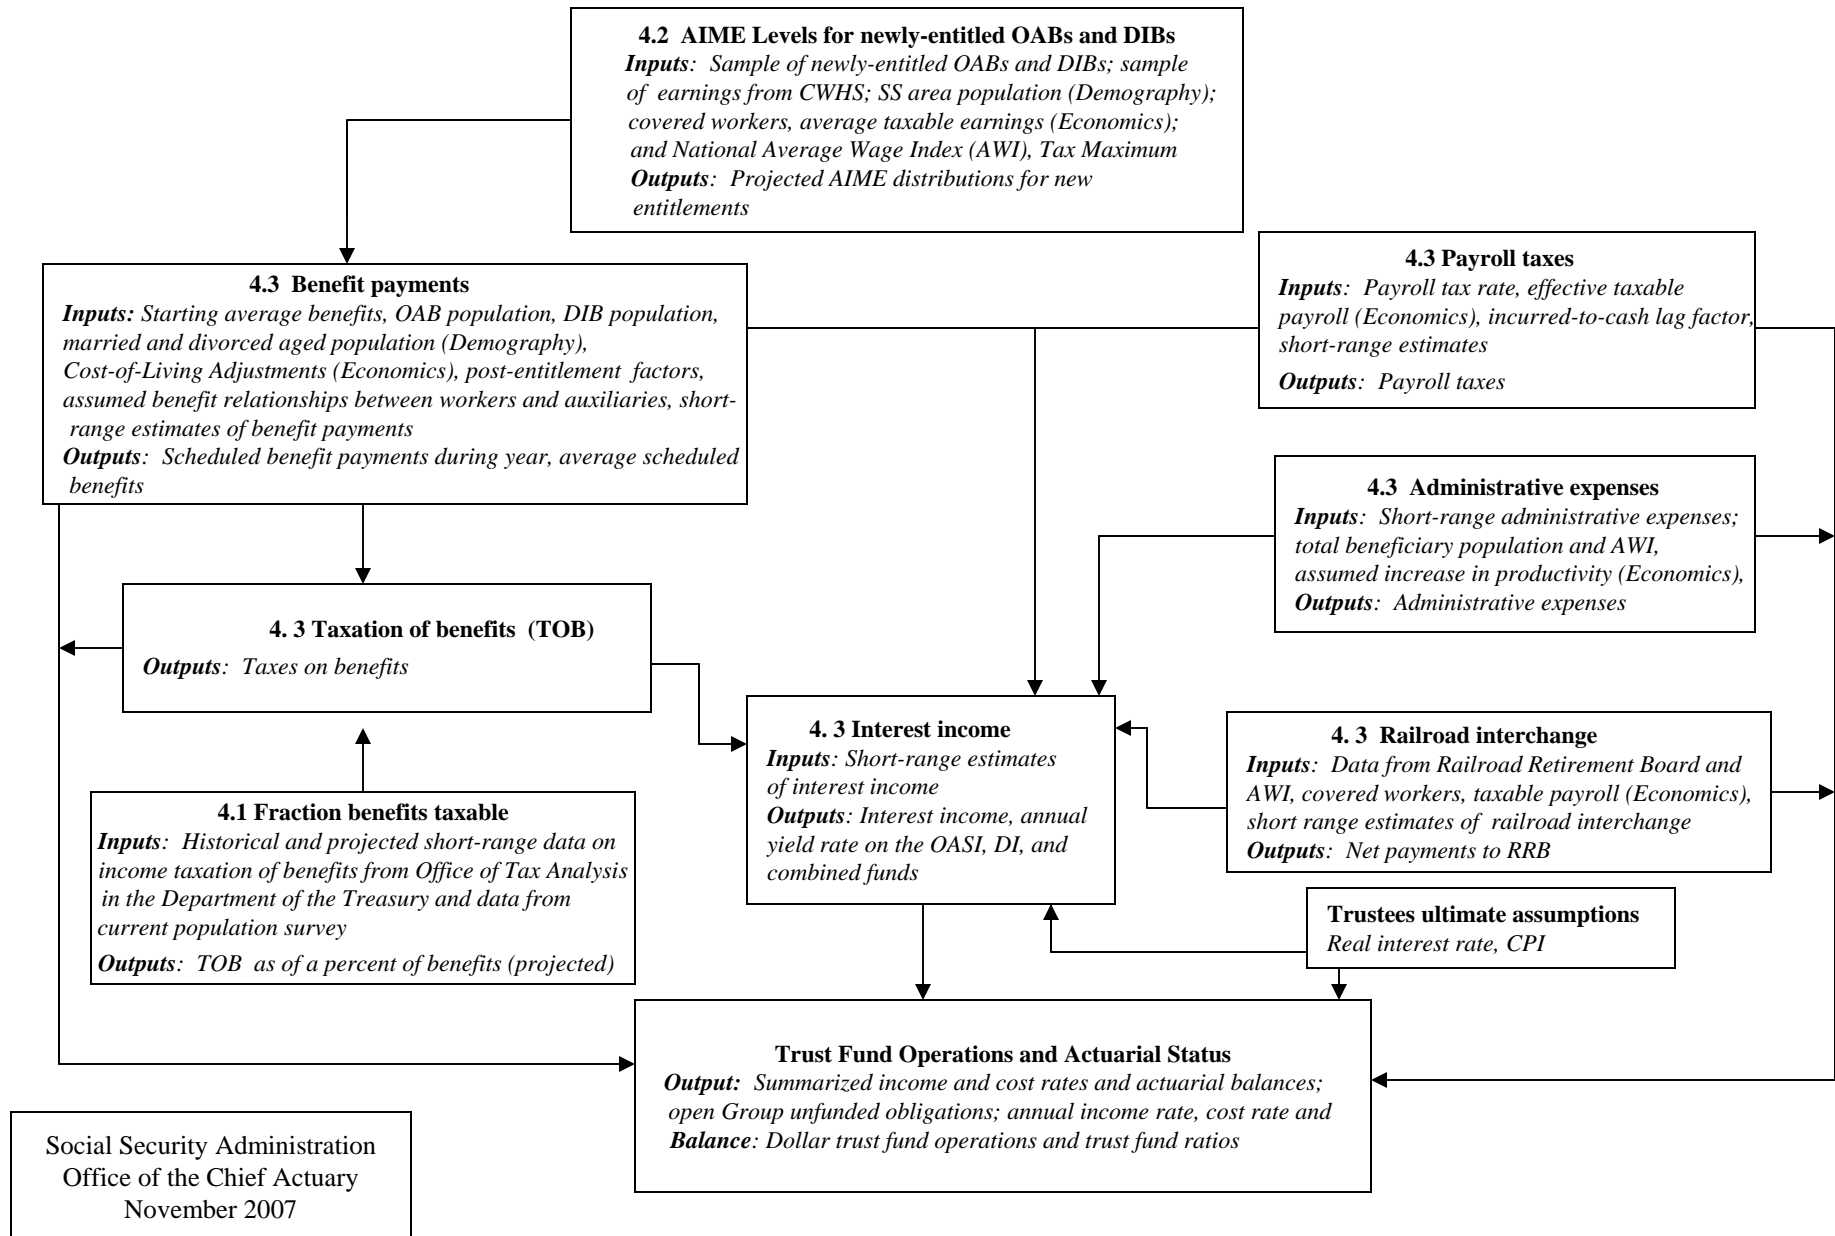 4.2 AIME Levels for newly-entitled OABs and DIBs
Inputs: Sample of newly-entitled OABs and DIBs; sample
of earnings from CWHS; SS area population (Demography);
covered workers, average taxable earnings (Economics);
and National Average Wage Index (AWI), Tax Maximum
Outputs: Projected AIME distributions for new
entitlements
4.3 Benefit payments
Inputs: Starting average benefits, OAB population, DIB population,
married and divorced aged population (Demography),
Cost-of-Living Adjustments (Economics), post-entitlement factors,
assumed benefit relationships between workers and auxiliaries, short-
range estimates of benefit payments
Outputs: Scheduled benefit payments during year, average scheduled
benefits
4.3 Payroll taxes
Inputs: Payroll tax rate, effective taxable
payroll (Economics), incurred-to-cash lag factor,
short-range estimates
Outputs: Payroll taxes
4.3 Administrative expenses
Inputs: Short-range administrative expenses;
total beneficiary population and AWI,
assumed increase in productivity (Economics),
Outputs: Administrative expenses
4. 3 Taxation of benefits (TOB)
Outputs: Taxes on benefits
4. 3 Interest income
Inputs: Short-range estimates
of interest income
Outputs: Interest income, annual
yield rate on the OASI, DI, and
combined funds
4. 3 Railroad interchange
Inputs: Data from Railroad Retirement Board and
AWI, covered workers, taxable payroll (Economics),
short range estimates of railroad interchange
Outputs: Net payments to RRB
4.1 Fraction benefits taxable
Inputs: Historical and projected short-range data on
income taxation of benefits from Office of Tax Analysis
in the Department of the Treasury and data from
current population survey
Outputs: TOB as of a percent of benefits (projected)
Trustees ultimate assumptions
Real interest rate, CPI
Trust Fund Operations and Actuarial Status
Output: Summarized income and cost rates and actuarial balances;
open Group unfunded obligations; annual income rate, cost rate and
Balance: Dollar trust fund operations and trust fund ratios
Social Security Administration
Office of the Chief Actuary
November 2007